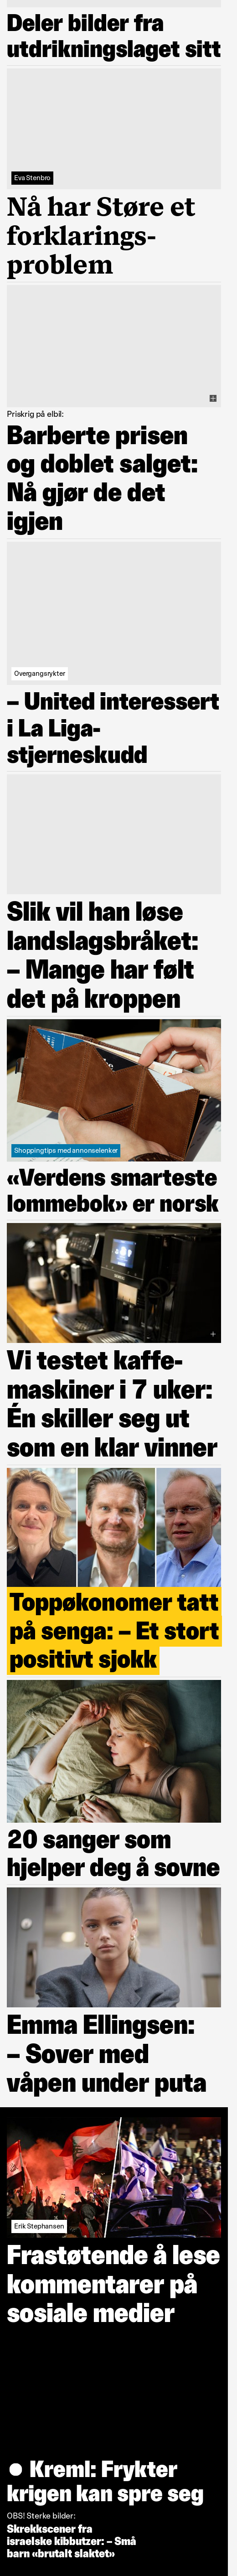 Deler bilder fra
utdrikningslaget sitt
Eva Stenbro
Nå har Støre et
forklarings-
problem
Priskrig på elbil:
Barberte prisen
og doblet salget:
Nå gjør de det
igjen
Overgangsrykter
– United interessert
i La Liga-
stjerneskudd
Slik vil han løse
landslagsbråket:
– Mange har følt
det på kroppen
Shoppingtips med annonselenker
«Verdens smarteste
lommebok» er norsk
Vi testet kaffe-
maskiner i 7 uker:
Én skiller seg ut
som en klar vinner
Toppøkonomer tatt
på senga: – Et stort
positivt sjokk
20 sanger som
hjelper deg å sovne
Emma Ellingsen:
– Sover med
våpen under puta
Erik Stephansen
Frastøtende å lese
kommentarer på
sosiale medier
● Kreml: Frykter
krigen kan spre seg
OBS! Sterke bilder:
Skrekkscener fra
israelske kibbutzer: – Små
barn «brutalt slaktet»